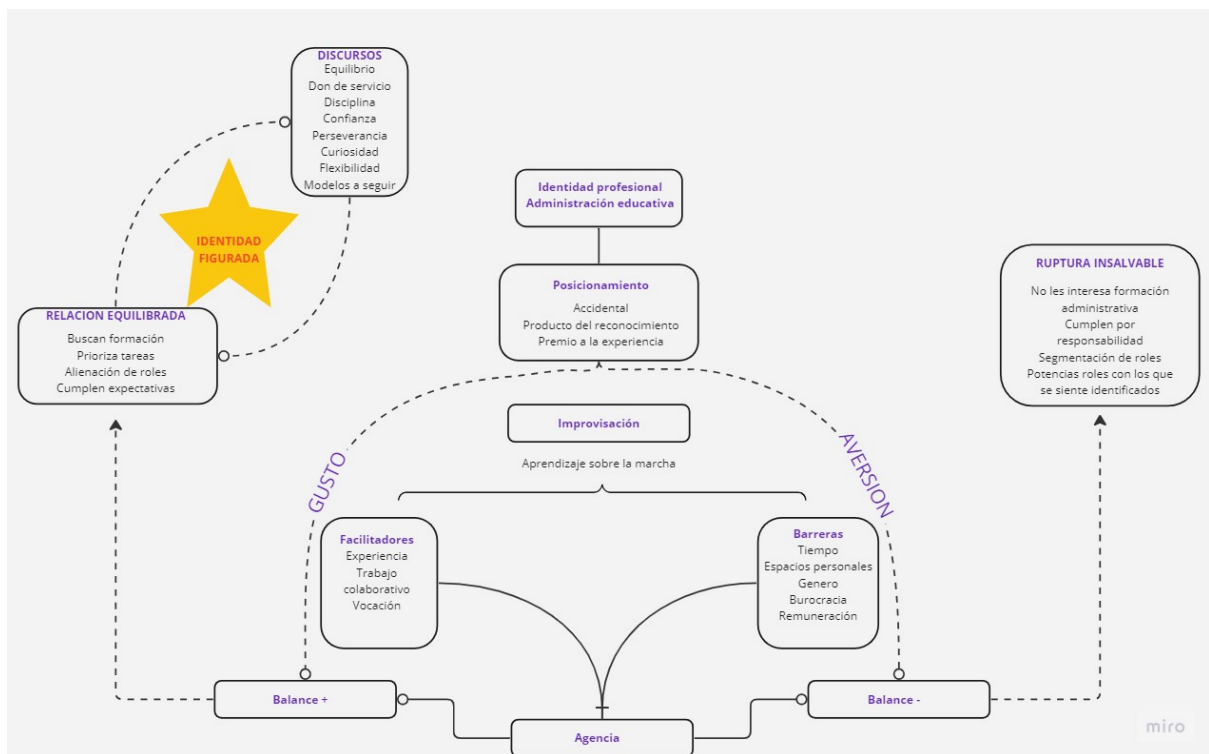 DISCURSOS
Equilibrio
Don de servicio
Disciplina
Confianza
Perseverancia
Curiosidad
Flexibilidad
Modelos a seguir
IDENTIDAD
FIGURADA
RELACION EQUILIBRADA
Buscan formación
Prioriza tareas
Alienación de roles
Cumplen expectativas
Identidad profesional
Administración educativa
Posicionamiento
Accidental
Producto del reconocimiento
Premio a la experiencia
RUPTURA INSALVABLE
No les interesa formación
administrativa
Cumplen por
responsabilidad
Segmentación de roles
Potencias roles con los que
se siente identificados
Improvisación
Aprendizaje sobre la marcha
GUSTO
AVERSION
Facilitadores
Experiencia
Trabajo
colaborativo
Vocación
Barreras
Tiempo
Espacios personales
Genero
Burocracia
Remuneración
Balance +
Balance -
Agencia
miro